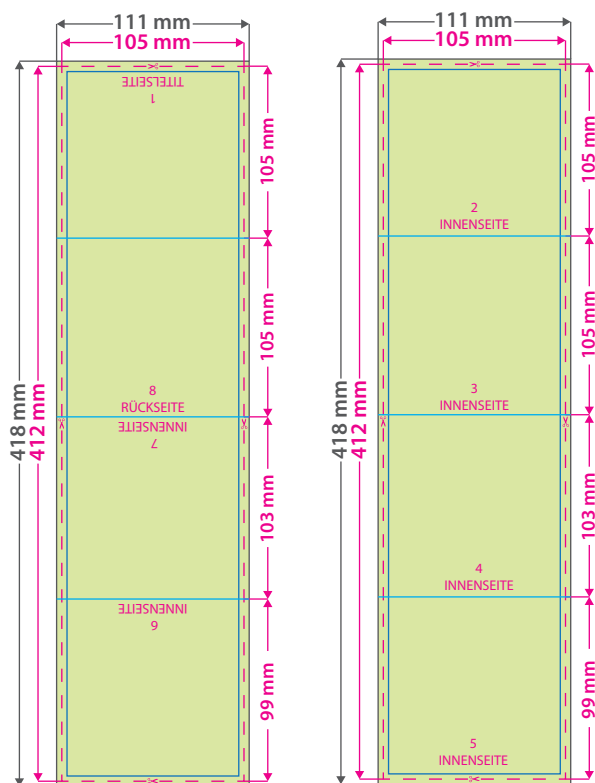 111 mm
105 mm
1
TITELSEITE
105 mm
105 mm
8
RÜCKSEITE
INNENSEITE
7
418 mm
412 mm
103 mm
INNENSEITE
6
99 mm
111 mm
105 mm
105 mm
2
INNENSEITE
105 mm
3
INNENSEITE
418 mm
412 mm
103 mm
4
INNENSEITE
99 mm
5
INNENSEITE